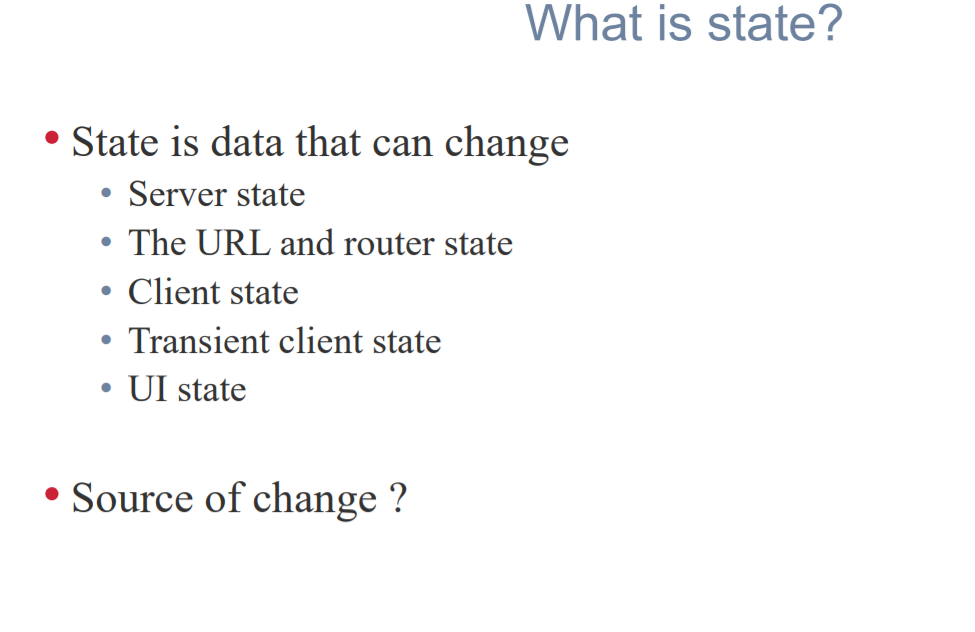 What is state?
• State is data that can change
• Server state
• The URL and router state
• Client state
• Transient client state
• UI state
• Source of change ?